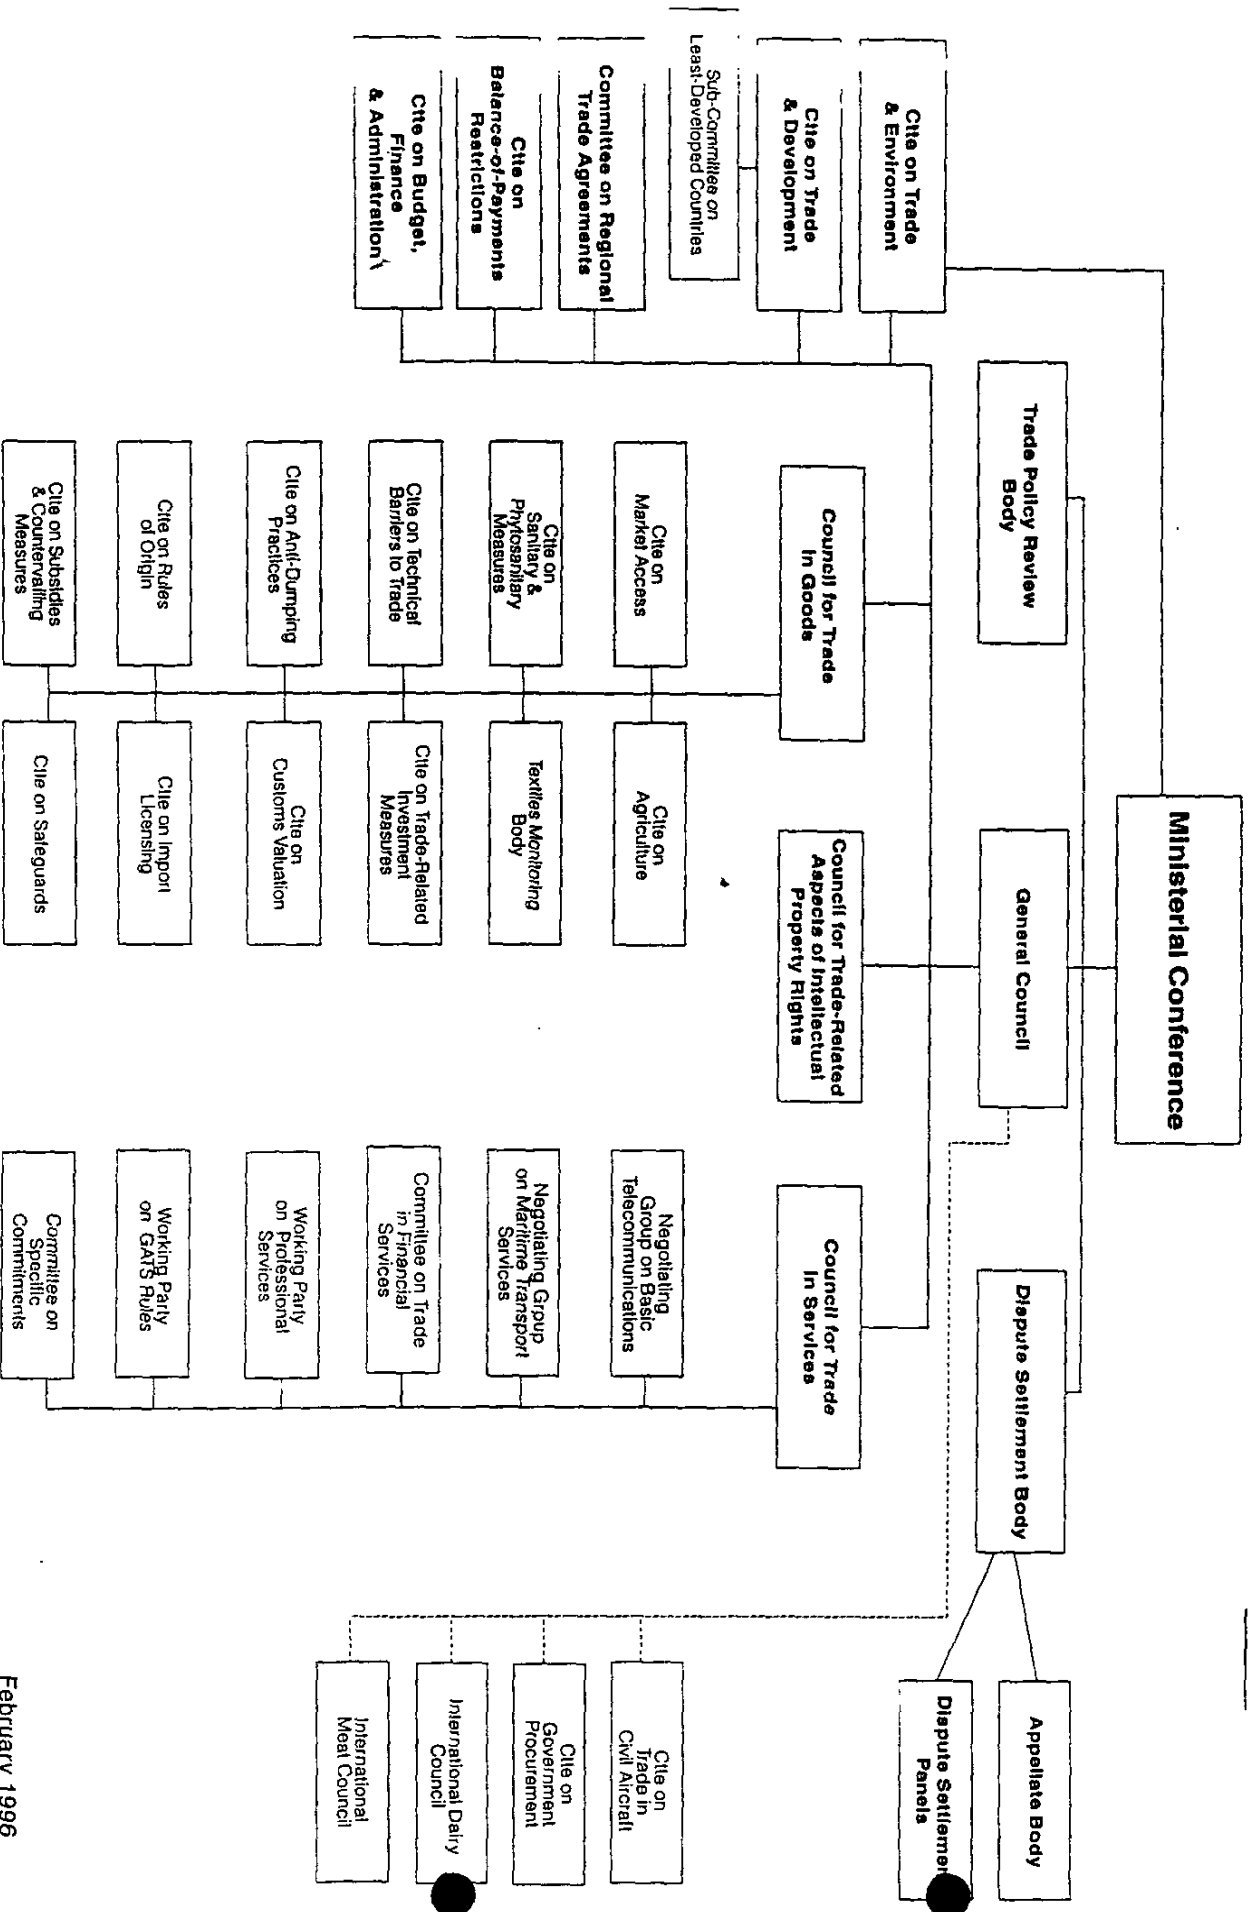 Ministerial Conference
Trade Policy Review
Body
General Council
Dispute Settlement Body
Appellate Body
Dispute Settlemen
Panels
Ctte on Trade
& Environment
Ctte on Trade
& Development
Sub-Committee on
Least-Developed Countries
Committee on Regional
Trade Agreements
Ctte on
Balance-of-Payments
Restrictions
Ctte on Budget,
Finance
& Administration
Council for Trade
in Goods
Council for Trade-Related
Aspects of Intellectual
Property Rights
Council for Trade
in Services
Ctte on
Market Access
Ctte on
Agriculture
Ctte on
Sanitary &
Phytosanitary
Measures
Textiles Monitoring
Body
Ctte on Technical
Barriers to Trade
Ctte on Trade-Related
Investment
Measures
Ctte on Anti-Dumping
Practices
Ctte on
Customs Valuation
Ctte on Rules
of Origin
Ctte on Import
Licensing
Ctte on Subsidies
& Countervailing
Measures
Ctte on Safeguards
Negotiating
Group on Basic
Telecommunications
Negotiating Group
on Maritime Transport
Services
Committee on Trade
in Financial
Services
Working Party
on Professional
Services
Working Party
on GATS Rules
Committee on
Specific
Commitments
Ctte on
Trade in
Civil Aircraft
Ctte on
Government
Procurement
International Dairy
Council
International
Meat Council
February 1996